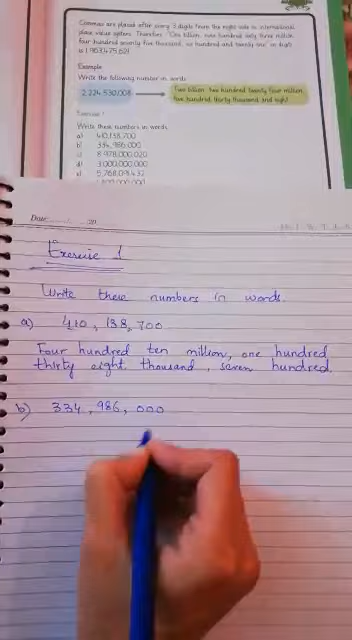 Commas are placed after every 3 digits from the right side in international
place value system. Therefore, "One billion, nine hundred sixty three million,
four hundred seventy five thousand, six hundred and twenty one" in digits
is 1,963,475,621
Example
Write the following number in words.
2,224,530,008
Two billion, two hundred twenty four million,
five hundred thirty thousand and eight
Exercise 1
Write these numbers in words.
a) 410,138,700
b) 334,986,000
c) 8,978,000,020
d) 3,000,000,000
e) 5,768,098,432
Date: 20
Exercise 1
Write these numbers in words.
a) 410, 138, 700
Four hundred ten million, one hundred
thirty eight thousand, seven hundred.
b) 334, 986, 000